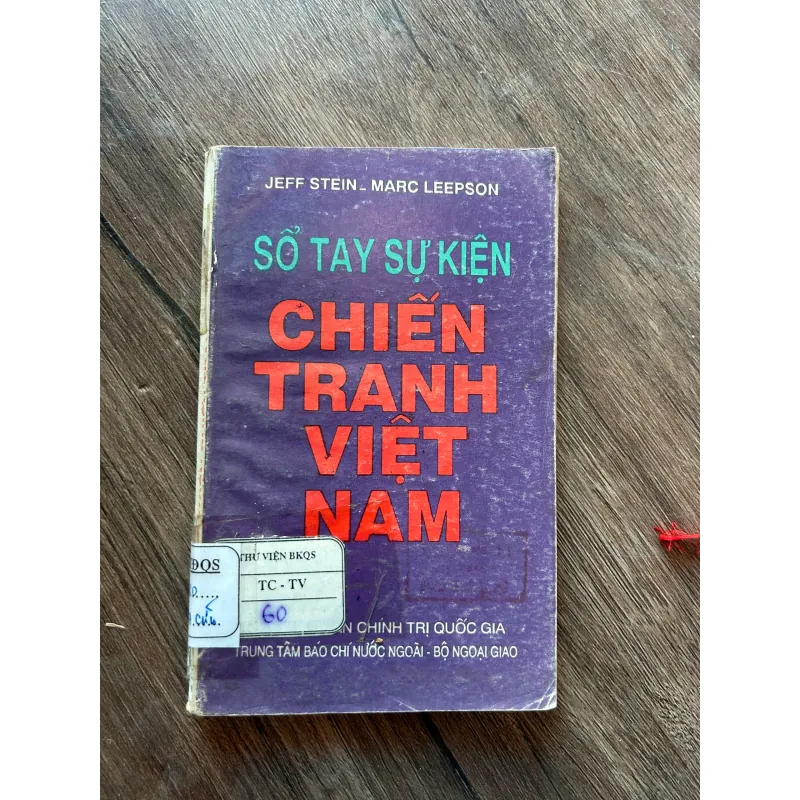 JEFF STEIN - MARC LEEPSON
SỔ TAY SỰ KIỆN
CHIẾN
TRANH
VIỆT
NAM
ĐQS
THƯ VIỆN BKQS
TC - TV
60
CHÍNH TRỊ QUỐC GIA
TRUNG TÂM BÁO CHÍ NƯỚC NGOÀI - BỘ NGOẠI GIAO